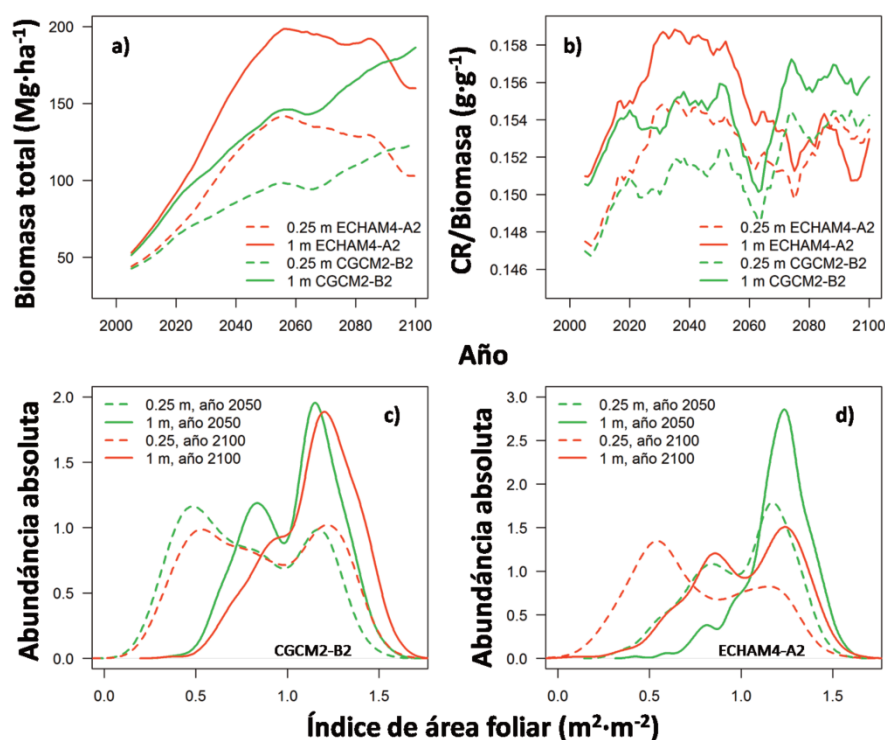 a)
Biomasa total (Mg·ha⁻¹)
200
150
100
50
0.25 m ECHAM4-A2
1 m ECHAM4-A2
0.25 m CGCM2-B2
1 m CGCM2-B2
2000 2020 2040 2060 2080 2100
b)
CR/Biomasa (g·g⁻¹)
0.158
0.156
0.154
0.152
0.150
0.148
0.146
0.25 m ECHAM4-A2
1 m ECHAM4-A2
0.25 m CGCM2-B2
1 m CGCM2-B2
2000 2020 2040 2060 2080 2100
Año
c)
Abundáncia absoluta
2.0
1.5
1.0
0.5
0.0
0.25 m, año 2050
1 m, año 2050
0.25, año 2100
1 m, año 2100
CGCM2-B2
0.0 0.5 1.0 1.5
d)
Abundáncia absoluta
3.0
2.5
2.0
1.5
1.0
0.5
0.0
0.25 m, año 2050
1 m, año 2050
0.25, año 2100
1 m, año 2100
ECHAM4-A2
0.0 0.5 1.0 1.5
Índice de área foliar (m²·m⁻²)